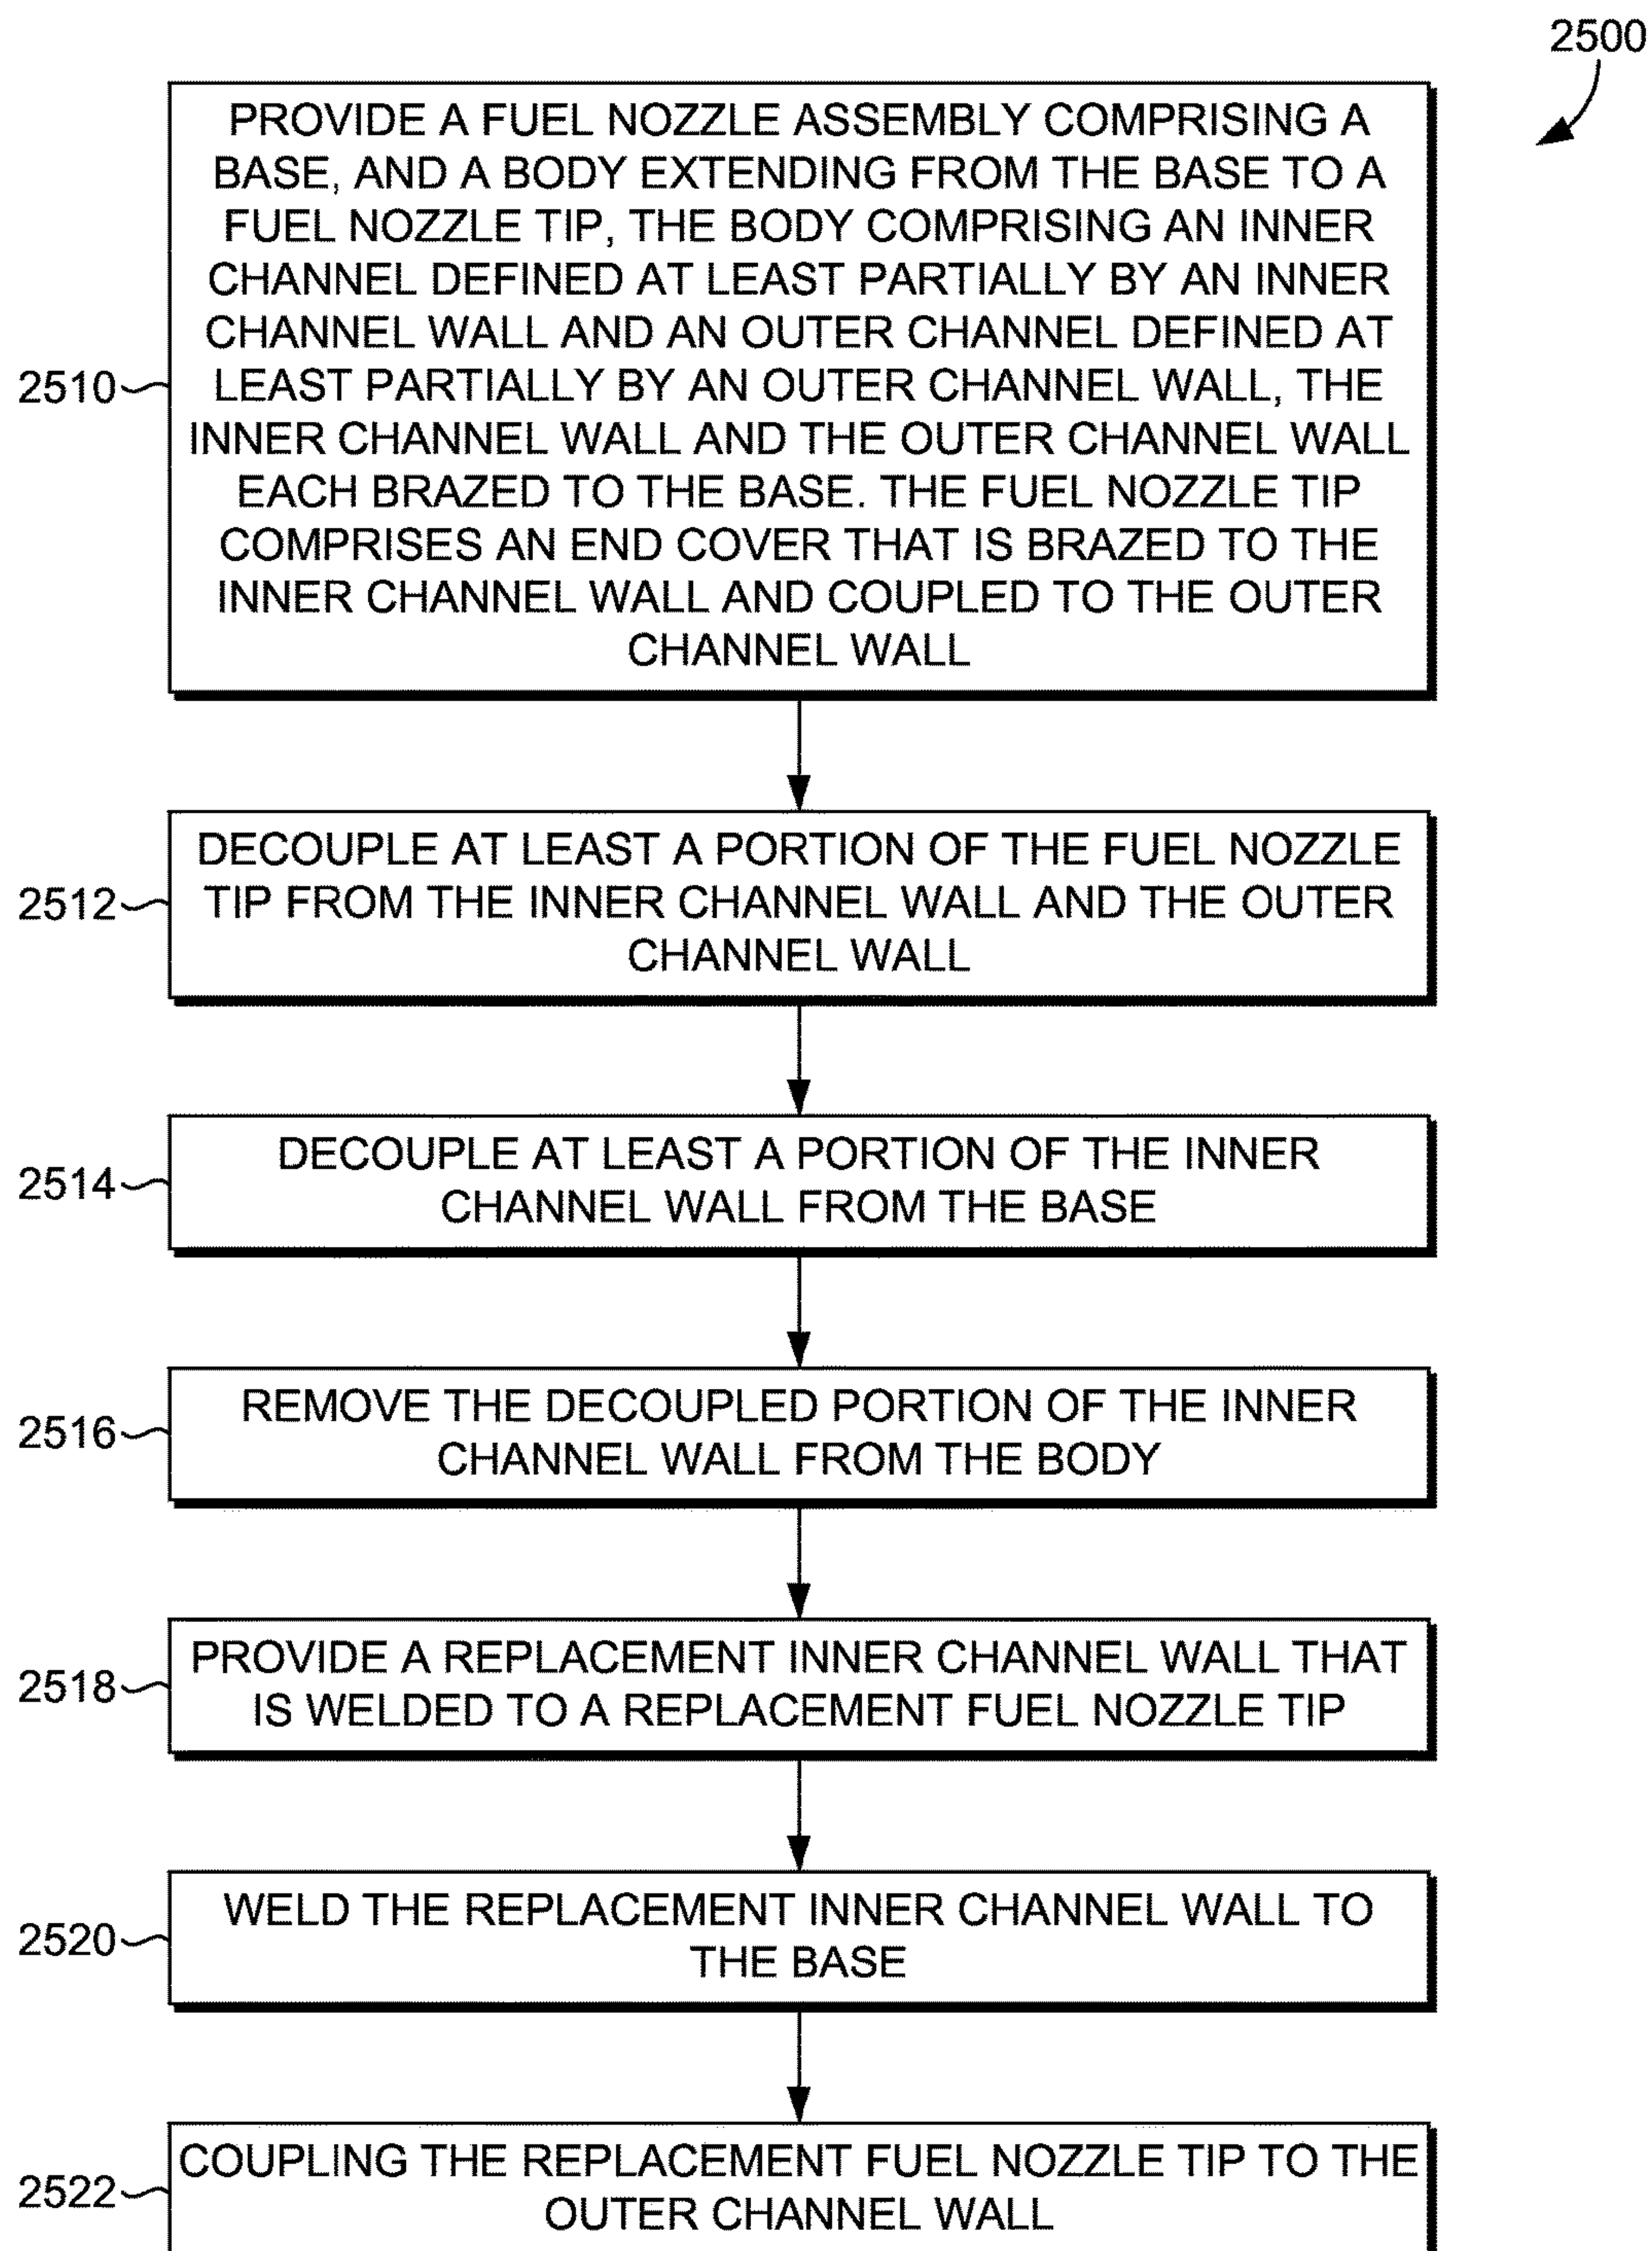 2500
PROVIDE A FUEL NOZZLE ASSEMBLY COMPRISING A
BASE, AND A BODY EXTENDING FROM THE BASE TO A
FUEL NOZZLE TIP, THE BODY COMPRISING AN INNER
CHANNEL DEFINED AT LEAST PARTIALLY BY AN INNER
CHANNEL WALL AND AN OUTER CHANNEL DEFINED AT
LEAST PARTIALLY BY AN OUTER CHANNEL WALL, THE
INNER CHANNEL WALL AND THE OUTER CHANNEL WALL
EACH BRAZED TO THE BASE. THE FUEL NOZZLE TIP
COMPRISES AN END COVER THAT IS BRAZED TO THE
INNER CHANNEL WALL AND COUPLED TO THE OUTER
CHANNEL WALL
2510
DECOUPLE AT LEAST A PORTION OF THE FUEL NOZZLE
TIP FROM THE INNER CHANNEL WALL AND THE OUTER
CHANNEL WALL
2512
DECOUPLE AT LEAST A PORTION OF THE INNER
CHANNEL WALL FROM THE BASE
2514
REMOVE THE DECOUPLED PORTION OF THE INNER
CHANNEL WALL FROM THE BODY
2516
PROVIDE A REPLACEMENT INNER CHANNEL WALL THAT
IS WELDED TO A REPLACEMENT FUEL NOZZLE TIP
2518
WELD THE REPLACEMENT INNER CHANNEL WALL TO
THE BASE
2520
COUPLING THE REPLACEMENT FUEL NOZZLE TIP TO THE
OUTER CHANNEL WALL
2522